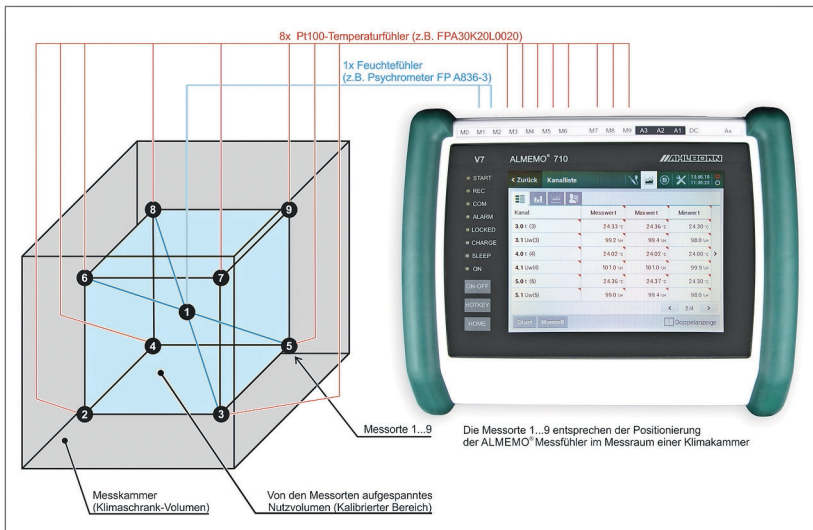 8x Pt100-Temperaturfühler (z.B. FPA30K20L0020)
1x Feuchtefühler
(z.B. Psychrometer FP A836-3)
M0 M1 M2 M3 M4 M5 M6 M7 M8 M9 A3 A2 A1 DC Ax
V7 ALMEMO® 710 AHLBORN
START
REC
COM
ALARM
LOCKED
CHARGE
SLEEP
ON
ON-OFF
HOTKEY
HOME
< Zurück Kanalliste
Kanal Messwert Maxwert Minwert
3.0 t (3) 24.33 °C 24.36 °C 24.30 °C
3.1 Uw(3) 99.2 %H 99.4 %H 98.0 %H
4.0 t (4) 24.02 °C 24.02 °C 24.00 °C >
4.1 Uw(4) 101.0 %H 101.0 %H 99.9 %H
5.0 t (5) 24.36 °C 24.37 °C 24.30 °C
5.1 Uw(5) 99.0 %H 99.4 %H 98.0 %H
< 2/4 >
Start Manuell Doppelanzeige
8
9
6
7
1
4
5
2
3
Messorte 1...9
Die Messorte 1...9 entsprechen der Positionierung
der ALMEMO® Messfühler im Messraum einer Klimakammer
Messkammer
(Klimaschrank-Volumen)
Von den Messorten aufgespanntes
Nutzvolumen (Kalibrierter Bereich)